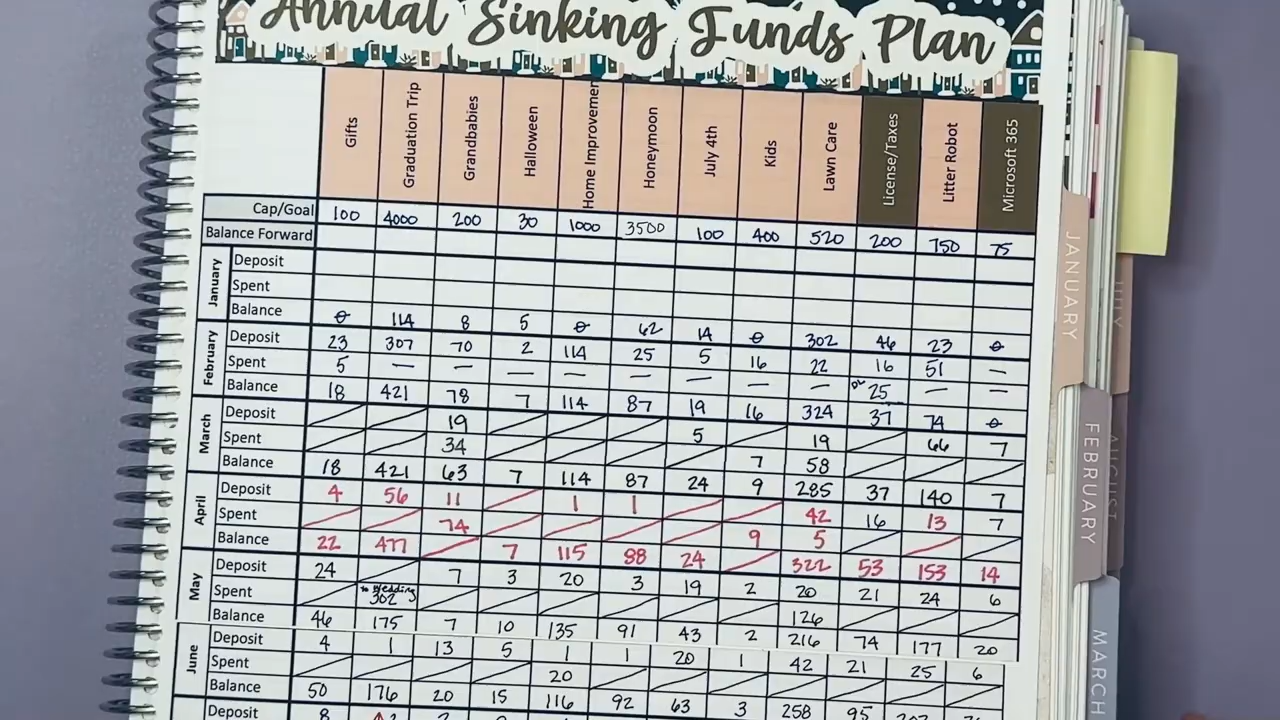 Annual Sinking Funds Plan
Gifts Graduation Trip Grandbabies Halloween Home Improvemen Honeymoon July 4th Kids Lawn Care License/Taxes Litter Robot Microsoft 365
Cap/Goal 100 4000 200 30 1000 3500 100 400 520 200 750 75
Balance Forward
January
Deposit
Spent
Balance θ 114 8 5 θ 62 14 θ 302 46 23 θ
February
Deposit 23 307 70 2 114 25 5 16 22 16 51 —
Spent 5 — — — — — — — — 25 — —
Balance 18 421 78 7 114 87 19 16 324 37 74 θ
March
Deposit 19 5 19 66 7
Spent 34 7 58
Balance 18 421 63 7 114 87 24 9 285 37 140 7
April
Deposit 4 56 11 1 1 42 16 13 7
Spent 74 9 5
Balance 22 477 7 115 88 24 322 53 153 14
May
Deposit 24 7 3 20 3 19 2 20 21 24 6
Spent to Wedding 302 126
Balance 46 175 7 10 135 91 43 2 216 74 177 20
June
Deposit 4 1 13 5 1 1 20 1 42 21 25 6
Spent 20
Balance 50 176 20 15 116 92 63 3 258 95
Deposit 8
JANUARY
FEBRUARY
MARCH
JULY
AUGUST